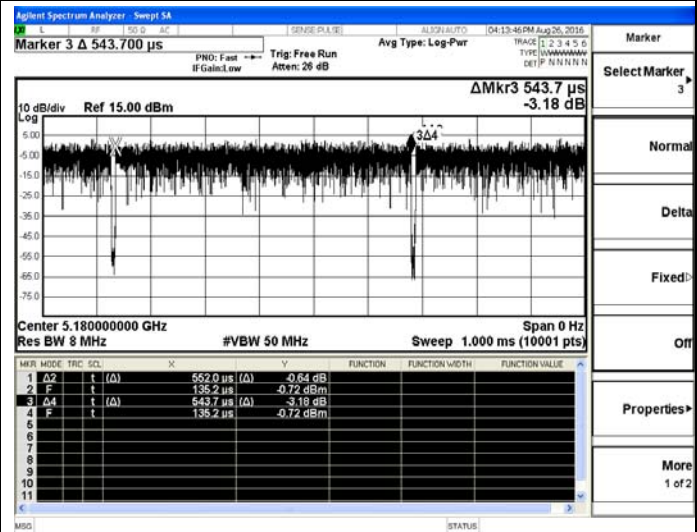 Agilent Spectrum Analyzer - Swept SA
L RF 50 Ω AC SENSE:PULSE ALIGN AUTO 04:13:46 PM Aug 26, 2016
Marker 3 Δ 543.700 µs
PNO: Fast
IFGain:Low
Trig: Free Run
Atten: 26 dB
Avg Type: Log-Pwr
TRACE 1 2 3 4 5 6
TYPE
DET P N N N N N
ΔMkr3 543.7 µs
-3.18 dB
10 dB/div Ref 15.00 dBm
Log
5.00
-5.00
-15.0
-25.0
-35.0
-45.0
-55.0
-65.0
-75.0
3Δ4
Center 5.180000000 GHz Span 0 Hz
Res BW 8 MHz #VBW 50 MHz Sweep 1.000 ms (10001 pts)
MKR MODE TRC SCL X Y FUNCTION FUNCTION WIDTH FUNCTION VALUE
1 Δ2 t (Δ) 552.0 µs (Δ) -0.64 dB
2 F t 135.2 µs -0.72 dBm
3 Δ4 t (Δ) 543.7 µs (Δ) -3.18 dB
4 F t 135.2 µs -0.72 dBm
5
6
7
8
9
10
11
MSG STATUS
Marker
Select Marker
3
Normal
Delta
Fixed
Off
Properties
More
1 of 2